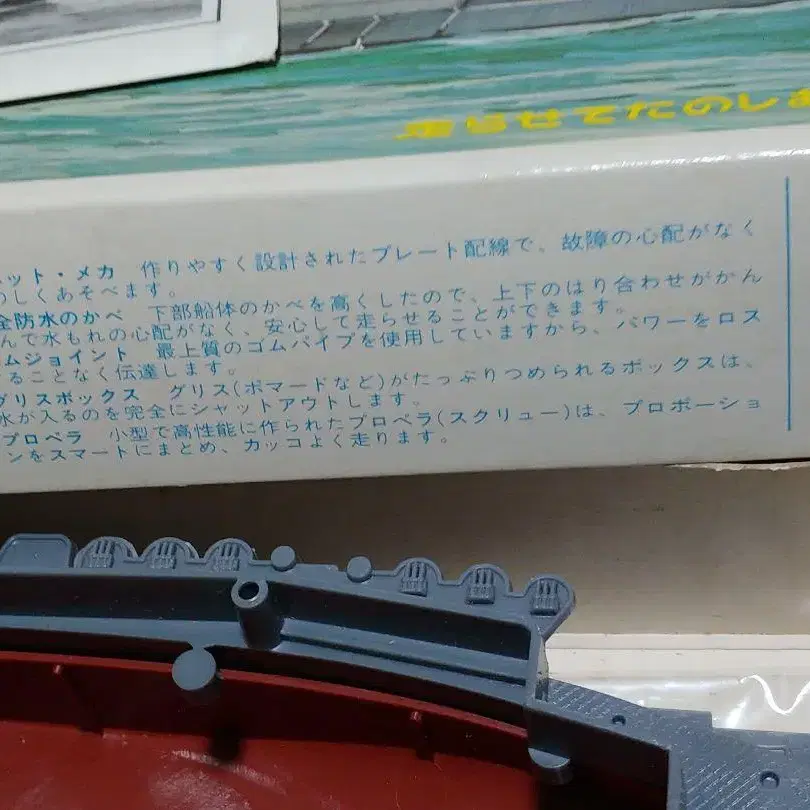 走らせてたのしめ
ット・メカ 作りやすく設計されたプレート配線で、故障の心配がなく
のしくあそべます。
全防水のかべ 下部船体のかべを高くしたので、上下のはり合わせがかん
んで水もれの心配がなく、安心して走らせることができます。
ムジョイント 最上質のゴムパイプを使用していますから、パワーをロス
ることなく伝達します。
グリスボックス グリス(ポマードなど)がたっぷりつめられるボックスは、
水が入るのを完全にシャットアウトします。
プロペラ 小型で高性能に作られたプロペラ(スクリュー)は、プロポーショ
ンをスマートにまとめ、カッコよく走ります。